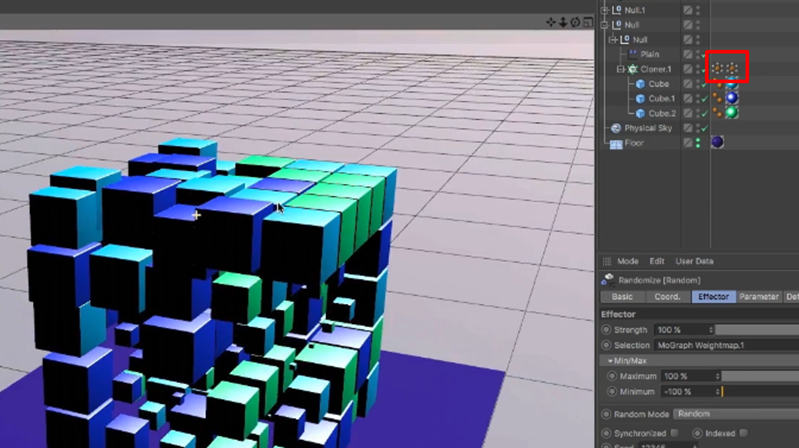 Null.1
Null
Null
Plain
Cloner.1
Cube
Cube.1
Cube.2
Physical Sky
Floor
Mode Edit User Data
Randomize [Random]
Basic Coord. Effector Parameter Def
Effector
Strength 100 %
Selection MoGraph Weightmap.1
Min/Max
Maximum 100 %
Minimum -100 %
Random Mode Random
Synchronized Indexed